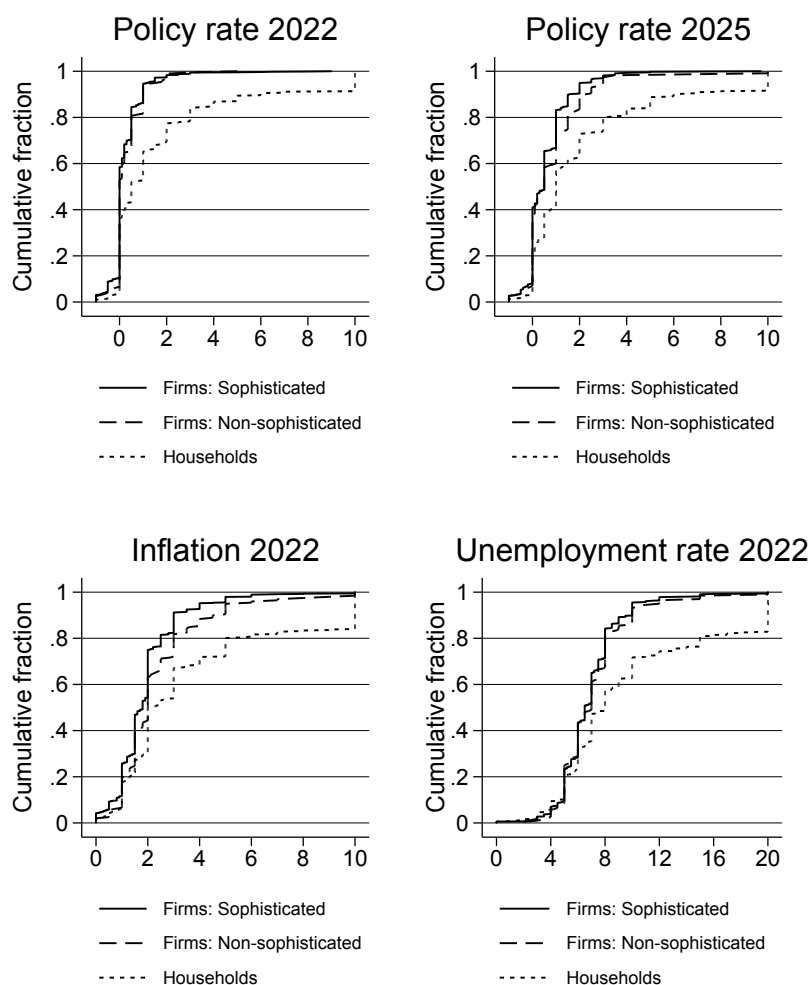 Policy rate 2022
Cumulative fraction
1
.8
.6
.4
.2
0
0 2 4 6 8 10
Firms: Sophisticated
Firms: Non-sophisticated
Households
Policy rate 2025
Cumulative fraction
1
.8
.6
.4
.2
0
0 2 4 6 8 10
Firms: Sophisticated
Firms: Non-sophisticated
Households
Inflation 2022
Cumulative fraction
1
.8
.6
.4
.2
0
0 2 4 6 8 10
Firms: Sophisticated
Firms: Non-sophisticated
Households
Unemployment rate 2022
Cumulative fraction
1
.8
.6
.4
.2
0
0 4 8 12 16 20
Firms: Sophisticated
Firms: Non-sophisticated
Households